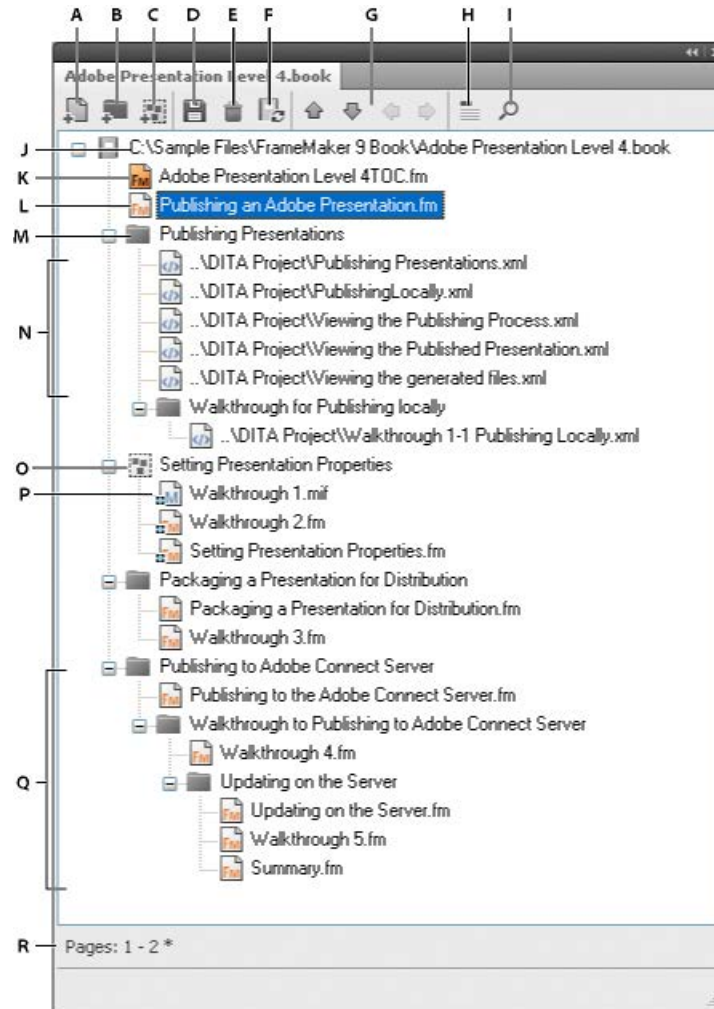 A B C D E F G H I
Adobe Presentation Level 4.book
J C:\Sample Files\FrameMaker 9 Book\Adobe Presentation Level 4.book
K Adobe Presentation Level 4TOC.fm
L Publishing an Adobe Presentation.fm
M Publishing Presentations
..\DITA Project\Publishing Presentations.xml
..\DITA Project\PublishingLocally.xml
N ..\DITA Project\Viewing the Publishing Process.xml
..\DITA Project\Viewing the Published Presentation.xml
..\DITA Project\Viewing the generated files.xml
Walkthrough for Publishing locally
..\DITA Project\Walkthrough 1-1 Publishing Locally.xml
O Setting Presentation Properties
P Walkthrough 1.mif
Walkthrough 2.fm
Setting Presentation Properties.fm
Packaging a Presentation for Distribution
Packaging a Presentation for Distribution.fm
Walkthrough 3.fm
Publishing to Adobe Connect Server
Publishing to the Adobe Connect Server.fm
Walkthrough to Publishing to Adobe Connect Server
Walkthrough 4.fm
Q Updating on the Server
Updating on the Server.fm
Walkthrough 5.fm
Summary.fm
R Pages: 1 - 2 *